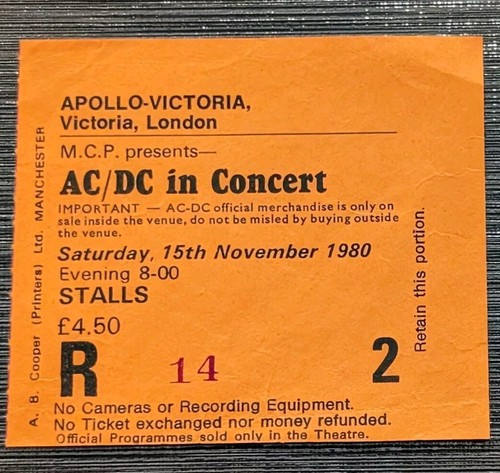 APOLLO-VICTORIA,
Victoria, London
M.C.P. presents—
AC/DC in Concert
IMPORTANT — AC-DC official merchandise is only on
sale inside the venue, do not be misled by buying outside
the venue.
Saturday, 15th November 1980
Evening 8-00
STALLS
£4.50
R 14 2
No Cameras or Recording Equipment.
No Ticket exchanged nor money refunded.
Official Programmes sold only in the Theatre.
A. B. Cooper (Printers) Ltd. MANCHESTER
Retain this portion.